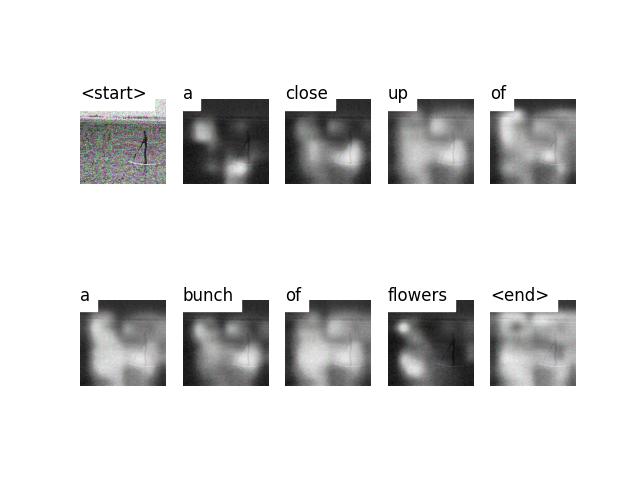 <start> a close up of
a bunch of flowers <end>